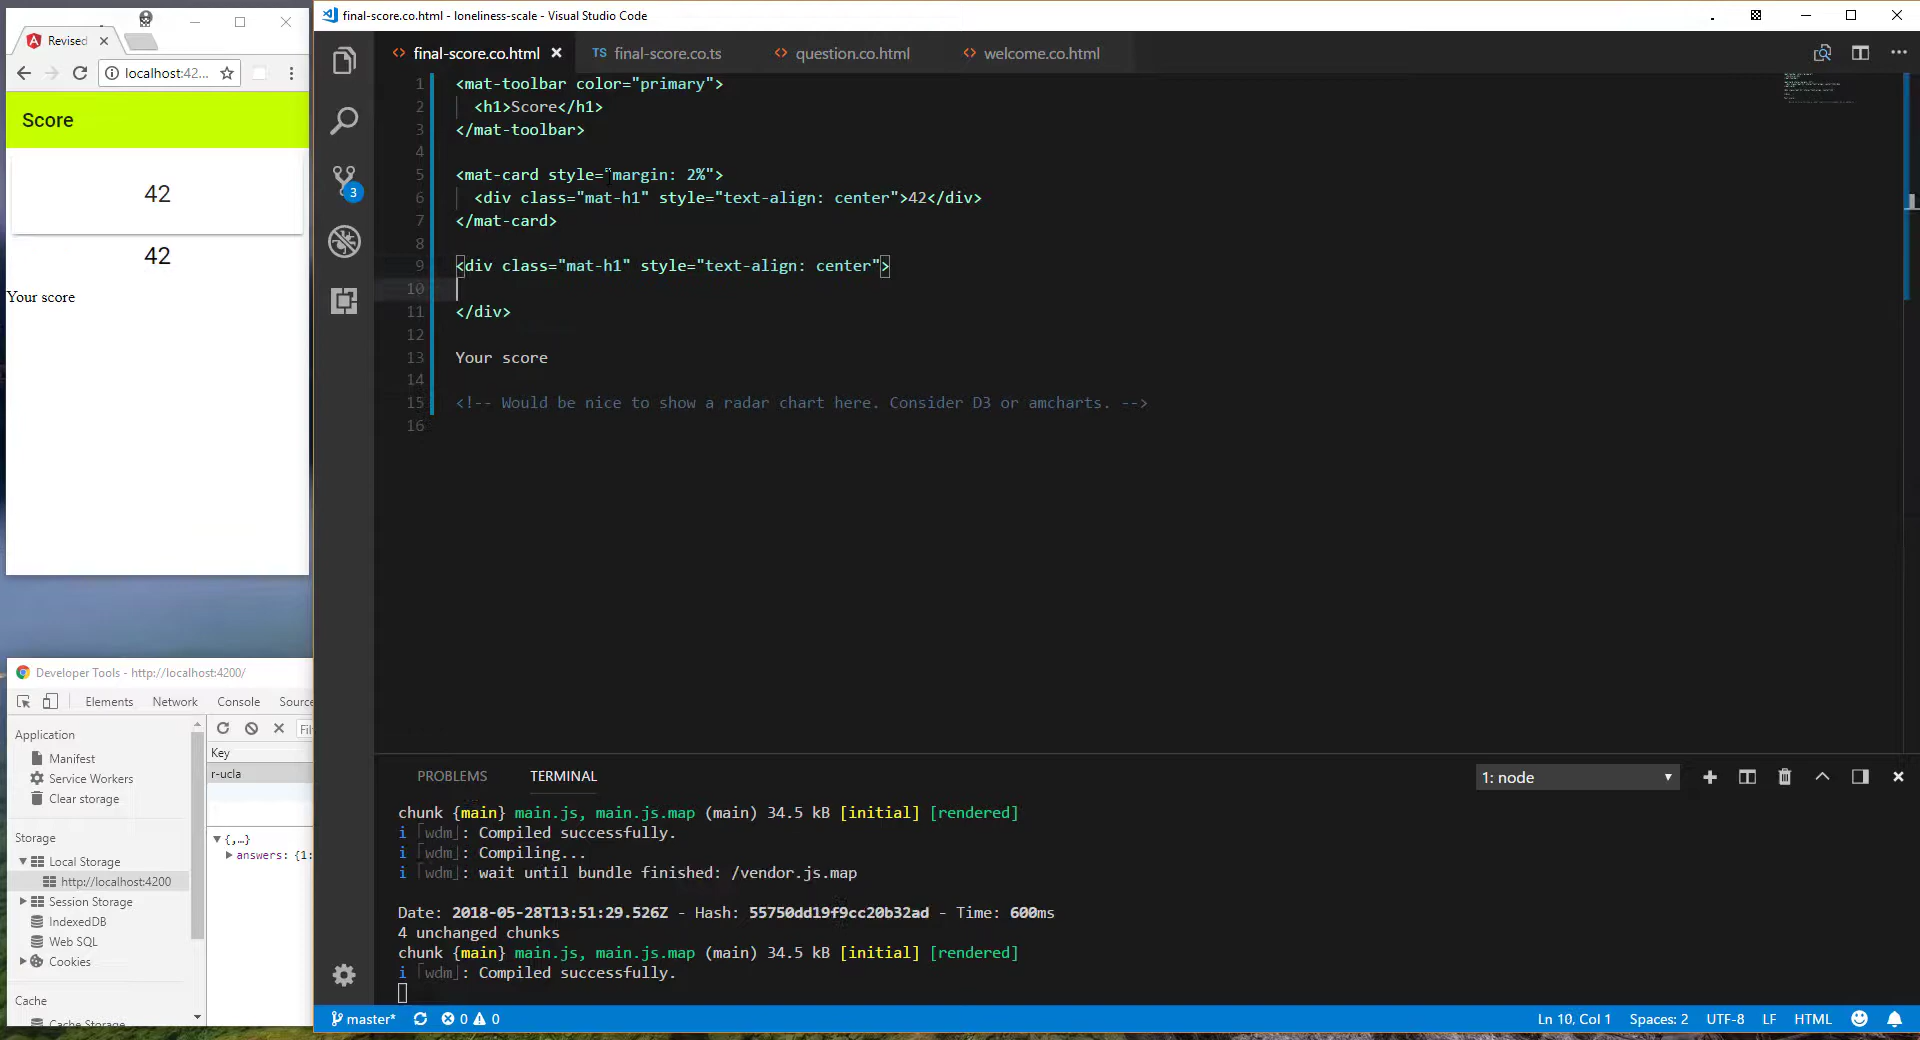 Revised
localhost:42...
Score
42
42
Your score
Developer Tools - http://localhost:4200/
Elements
Network
Console
Sourc
Application
Manifest
Service Workers
Clear storage
Storage
Local Storage
http://localhost:4200
Session Storage
IndexedDB
Web SQL
Cookies
Cache
Cache Storage
Fil
Key
r-ucla
{,…}
answers: {1:
final-score.co.html - loneliness-scale - Visual Studio Code
final-score.co.html
TS final-score.co.ts
question.co.html
welcome.co.html
3
1 <mat-toolbar color="primary">
2 <h1>Score</h1>
3 </mat-toolbar>
4
5 <mat-card style="margin: 2%">
6 <div class="mat-h1" style="text-align: center">42</div>
7 </mat-card>
8
9 <div class="mat-h1" style="text-align: center">
10
11 </div>
12
13 Your score
14
15 <!-- Would be nice to show a radar chart here. Consider D3 or amcharts. -->
16
PROBLEMS
TERMINAL
1: node
chunk {main} main.js, main.js.map (main) 34.5 kB [initial] [rendered]
i ｢wdm｣: Compiled successfully.
i ｢wdm｣: Compiling...
i ｢wdm｣: wait until bundle finished: /vendor.js.map
Date: 2018-05-28T13:51:29.526Z - Hash: 55750dd19f9cc20b32ad - Time: 600ms
4 unchanged chunks
chunk {main} main.js, main.js.map (main) 34.5 kB [initial] [rendered]
i ｢wdm｣: Compiled successfully.
master*
0
0
Ln 10, Col 1
Spaces: 2
UTF-8
LF
HTML